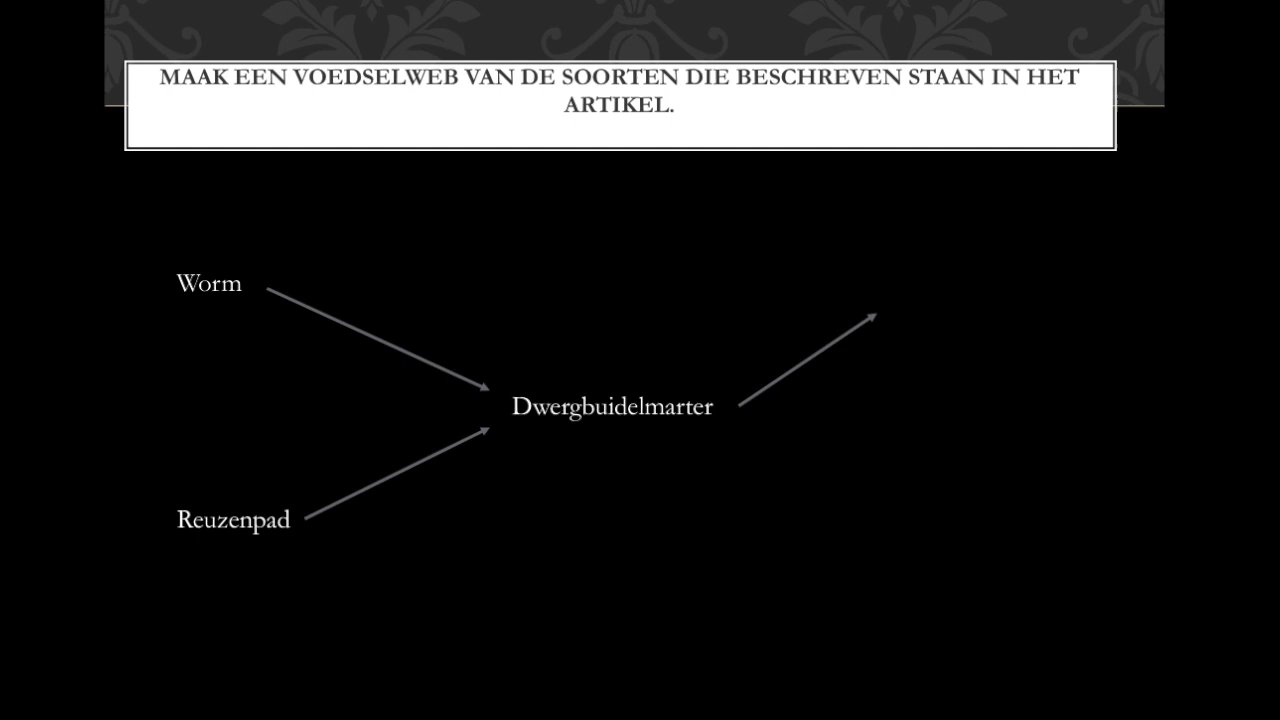 MAAK EEN VOEDSELWEB VAN DE SOORTEN DIE BESCHREVEN STAAN IN HET
ARTIKEL.
Worm
Dwergbuidelmarter
Reuzenpad